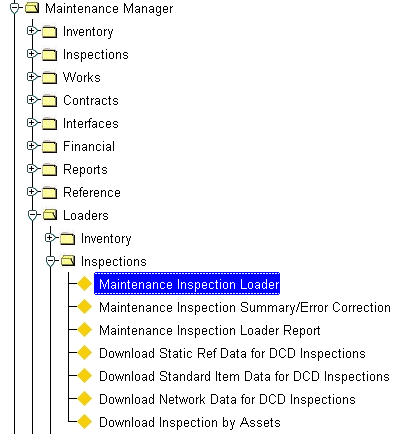 Maintenance Manager
Inventory
Inspections
Works
Contracts
Interfaces
Financial
Reports
Reference
Loaders
Inventory
Inspections
Maintenance Inspection Loader
Maintenance Inspection Summary/Error Correction
Maintenance Inspection Loader Report
Download Static Ref Data for DCD Inspections
Download Standard Item Data for DCD Inspections
Download Network Data for DCD Inspections
Download Inspection by Assets